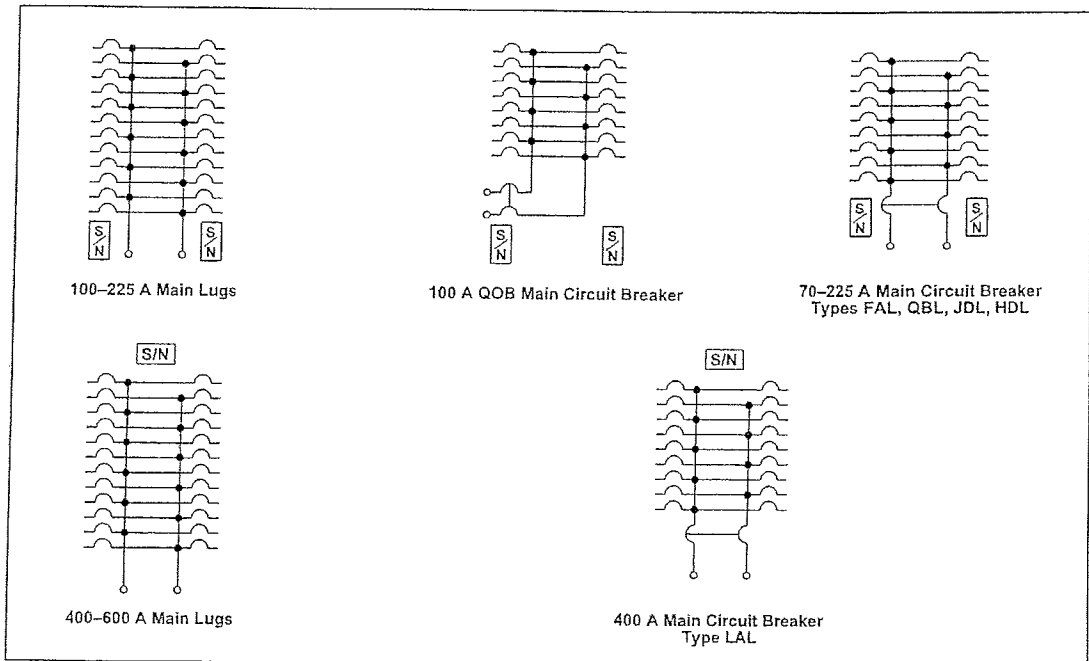 S/N S/N
100–225 A Main Lugs
S/N S/N
100 A QOB Main Circuit Breaker
S/N S/N
70–225 A Main Circuit Breaker
Types FAL, QBL, JDL, HDL
S/N
400–600 A Main Lugs
S/N
400 A Main Circuit Breaker
Type LAL